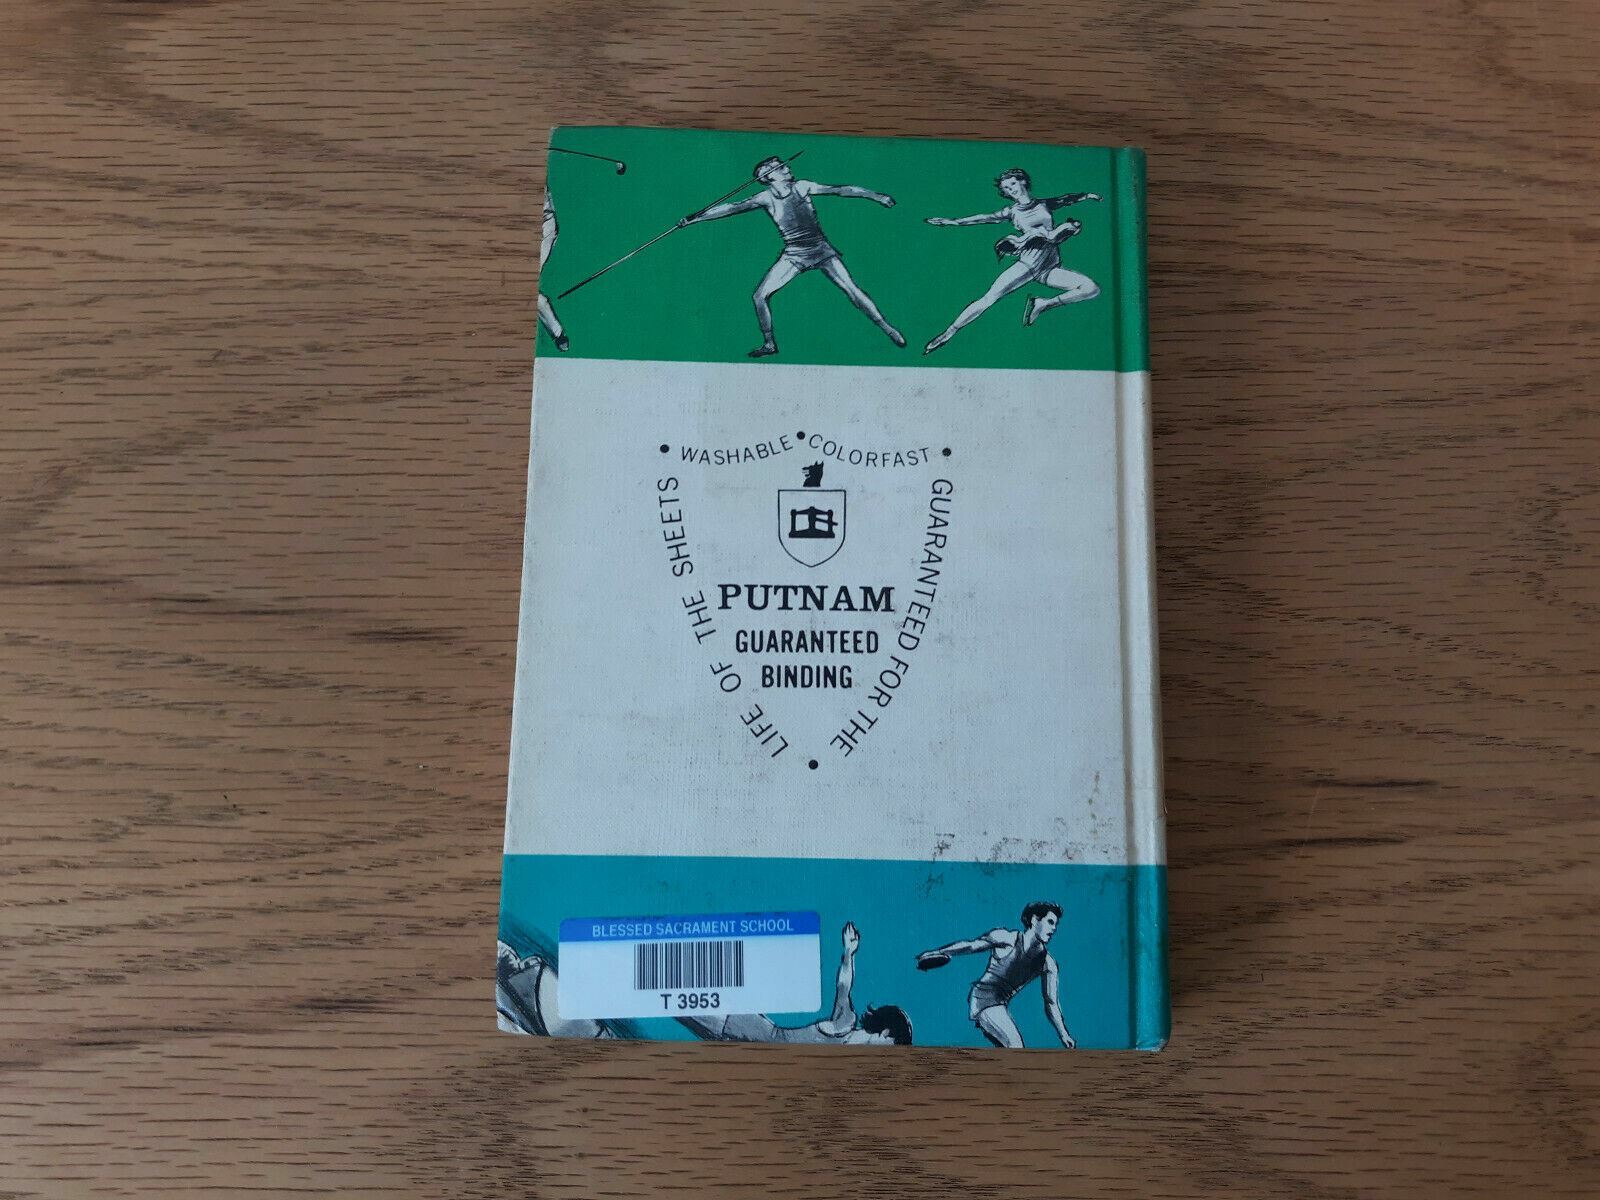 • WASHABLE • COLORFAST •
GUARANTEED FOR THE
•
LIFE OF THE SHEETS
PUTNAM
GUARANTEED
BINDING
BLESSED SACRAMENT SCHOOL
T 3953